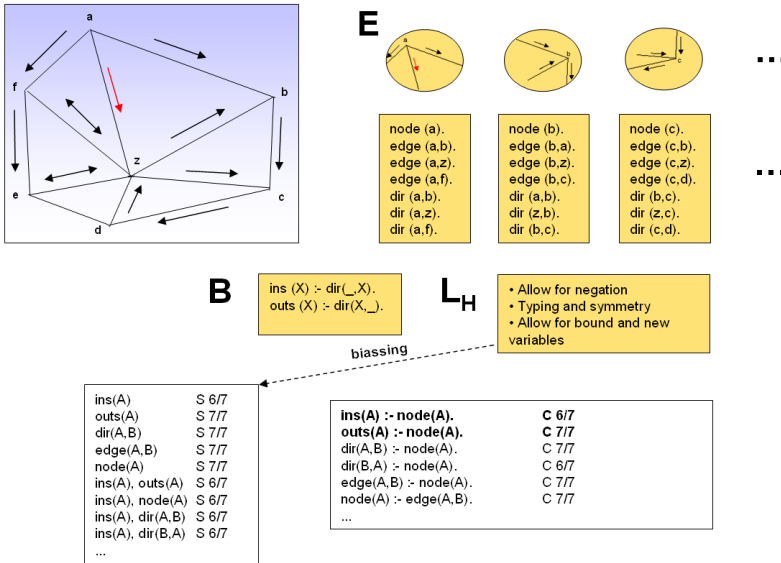 a
f
b
z
e
c
d
E
a
b
c
...
node (a).
edge (a,b).
edge (a,z).
edge (a,f).
dir (a,b).
dir (a,z).
dir (a,f).
node (b).
edge (b,a).
edge (b,z).
edge (b,c).
dir (a,b).
dir (z,b).
dir (b,c).
node (c).
edge (c,b).
edge (c,z).
edge (c,d).
dir (b,c).
dir (z,c).
dir (c,d).
...
B
ins (X) :- dir(_,X).
outs (X) :- dir(X,_).
LH
• Allow for negation
• Typing and symmetry
• Allow for bound and new
variables
biassing
ins(A) S 6/7
outs(A) S 7/7
dir(A,B) S 7/7
edge(A,B) S 7/7
node(A) S 7/7
ins(A), outs(A) S 6/7
ins(A), node(A) S 6/7
ins(A), dir(A,B) S 6/7
ins(A), dir(B,A) S 6/7
...
ins(A) :- node(A). C 6/7
outs(A) :- node(A). C 7/7
dir(A,B) :- node(A). C 7/7
dir(B,A) :- node(A). C 6/7
edge(A,B) :- node(A). C 7/7
node(A) :- edge(A,B). C 7/7
...